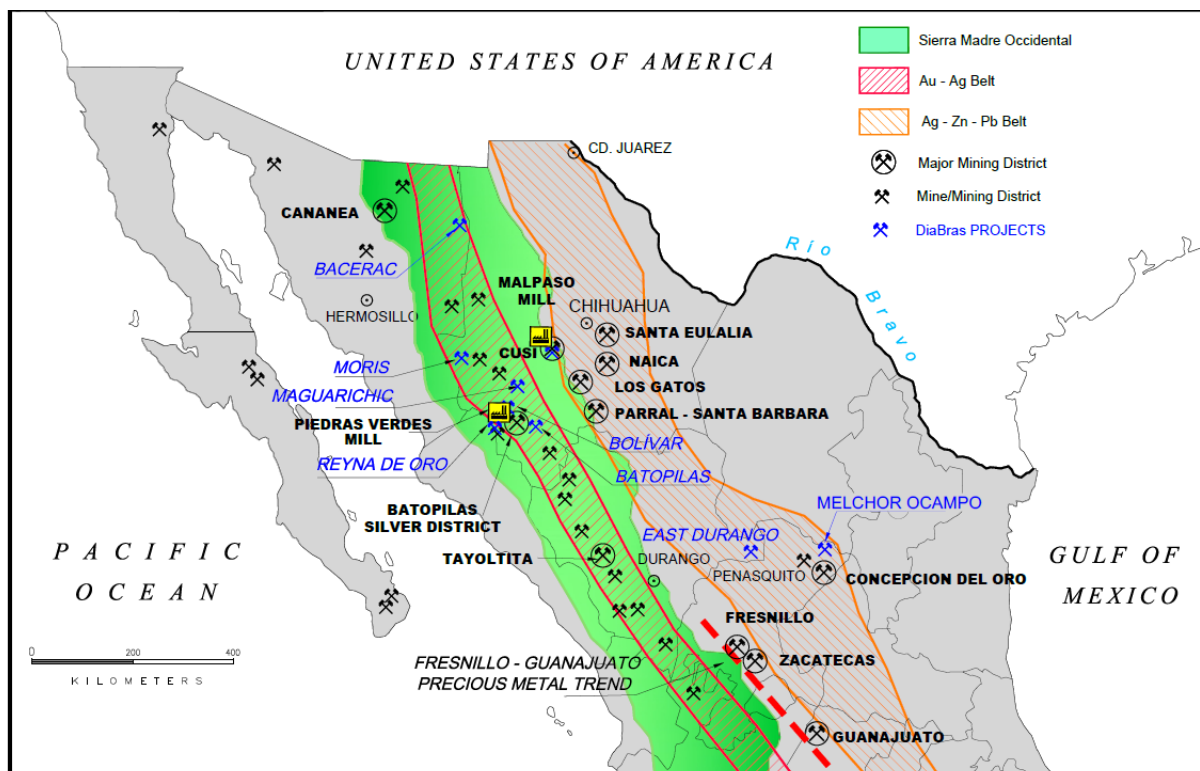 UNITED STATES OF AMERICA
Sierra Madre Occidental
Au - Ag Belt
Ag - Zn - Pb Belt
Major Mining District
Mine/Mining District
DiaBras PROJECTS
CD. JUAREZ
CANANEA
BACERAC
Río Bravo
HERMOSILLO
MALPASO
MILL
CHIHUAHUA
SANTA EULALIA
CUSI
NAICA
MORIS
LOS GATOS
MAGUARICHIC
PARRAL - SANTA BARBARA
PIEDRAS VERDES
MILL
BOLÍVAR
REYNA DE ORO
BATOPILAS
BATOPILAS
SILVER DISTRICT
MELCHOR OCAMPO
EAST DURANGO
TAYOLTITA
DURANGO
PENASQUITO
CONCEPCION DEL ORO
PACIFIC
OCEAN
GULF OF
MEXICO
FRESNILLO
ZACATECAS
FRESNILLO - GUANAJUATO
PRECIOUS METAL TREND
GUANAJUATO
0 200 400
KILOMETERS